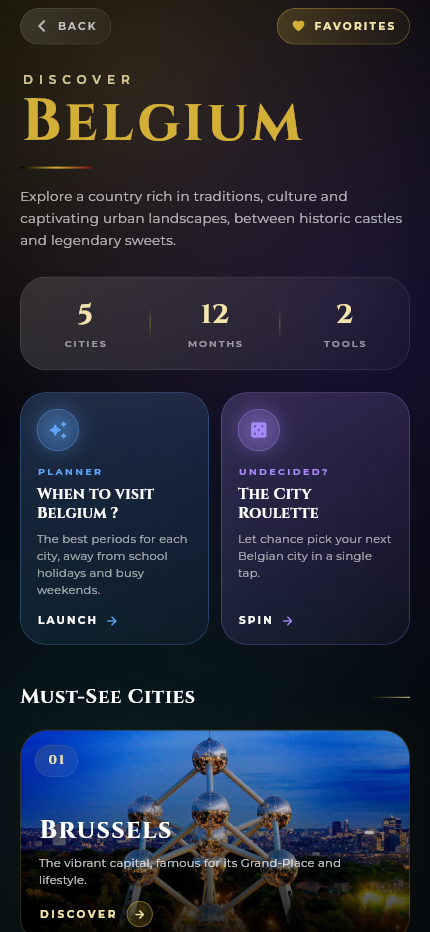 BACK
FAVORITES
DISCOVER
BELGIUM
Explore a country rich in traditions, culture and
captivating urban landscapes, between historic castles
and legendary sweets.
5
12
2
CITIES
MONTHS
TOOLS
PLANNER
WHEN TO VISIT
BELGIUM ?
The best periods for each
city, away from school
holidays and busy
weekends.
LAUNCH
UNDECIDED?
THE CITY
ROULETTE
Let chance pick your next
Belgian city in a single
tap.
SPIN
MUST-SEE CITIES
01
BRUSSELS
The vibrant capital, famous for its Grand-Place and
lifestyle.
DISCOVER